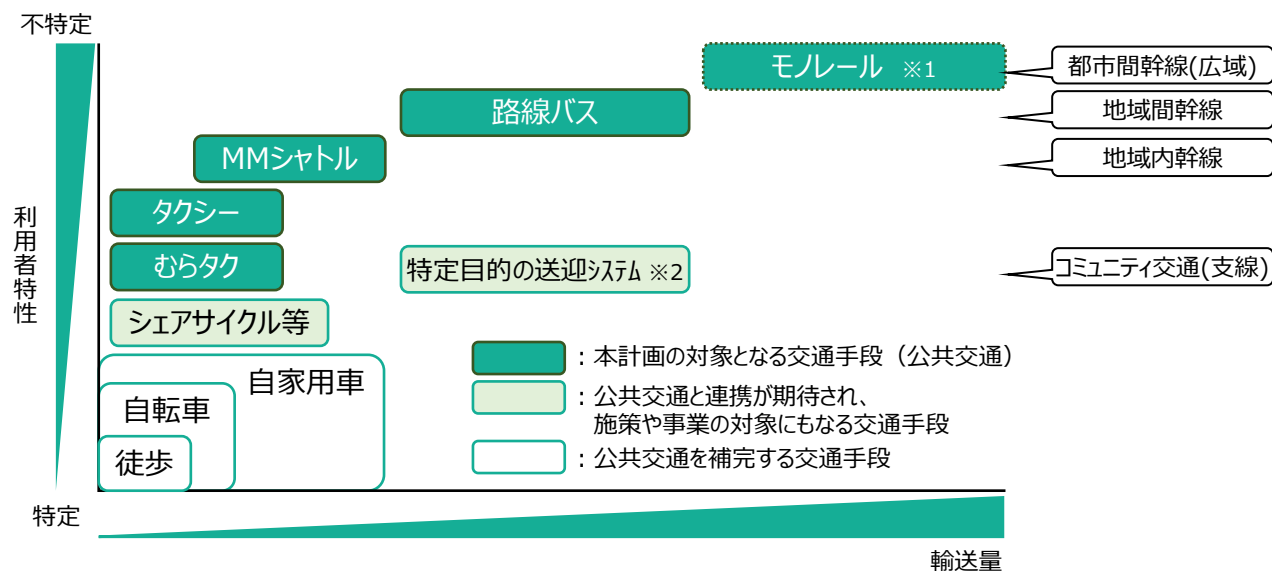 不特定
モノレール ※1
都市間幹線(広域)
路線バス
地域間幹線
MMシャトル
地域内幹線
タクシー
利用者特性
むらタク
特定目的の送迎システム ※2
コミュニティ交通(支線)
シェアサイクル等
：本計画の対象となる交通手段（公共交通）
自家用車
：公共交通と連携が期待され、
施策や事業の対象にもなる交通手段
自転車
：公共交通を補完する交通手段
徒歩
特定
輸送量